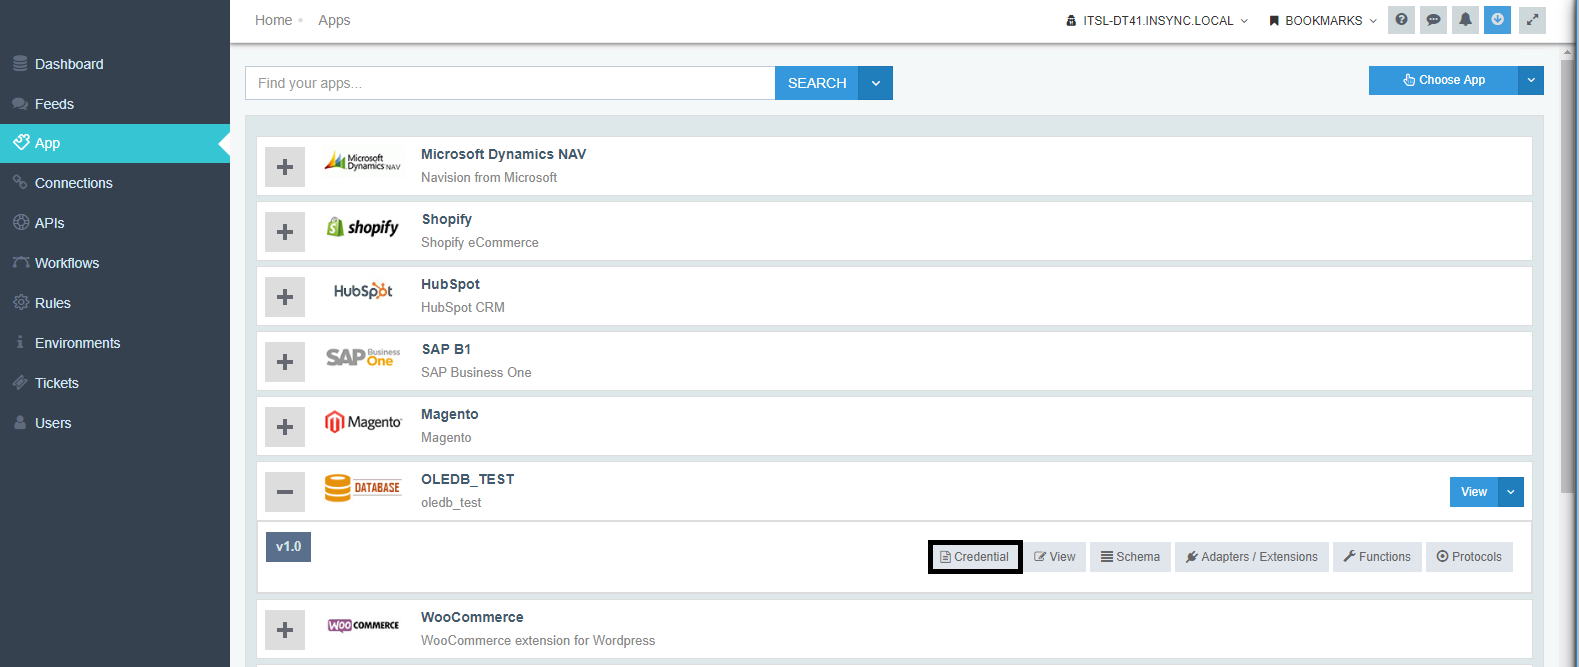 Home Apps
ITSL-DT41.INSYNC.LOCAL BOOKMARKS
Dashboard
Feeds
App
Connections
APIs
Workflows
Rules
Environments
Tickets
Users
Find your apps... SEARCH
Choose App
Microsoft Dynamics NAV
Microsoft Dynamics NAV
Navision from Microsoft
shopify
Shopify
Shopify eCommerce
HubSpot
HubSpot
HubSpot CRM
SAP Business One
SAP B1
SAP Business One
Magento
Magento
Magento
DATABASE
OLEDB_TEST
oledb_test
View
v1.0
Credential View Schema Adapters / Extensions Functions Protocols
WOO COMMERCE
WooCommerce
WooCommerce extension for Wordpress